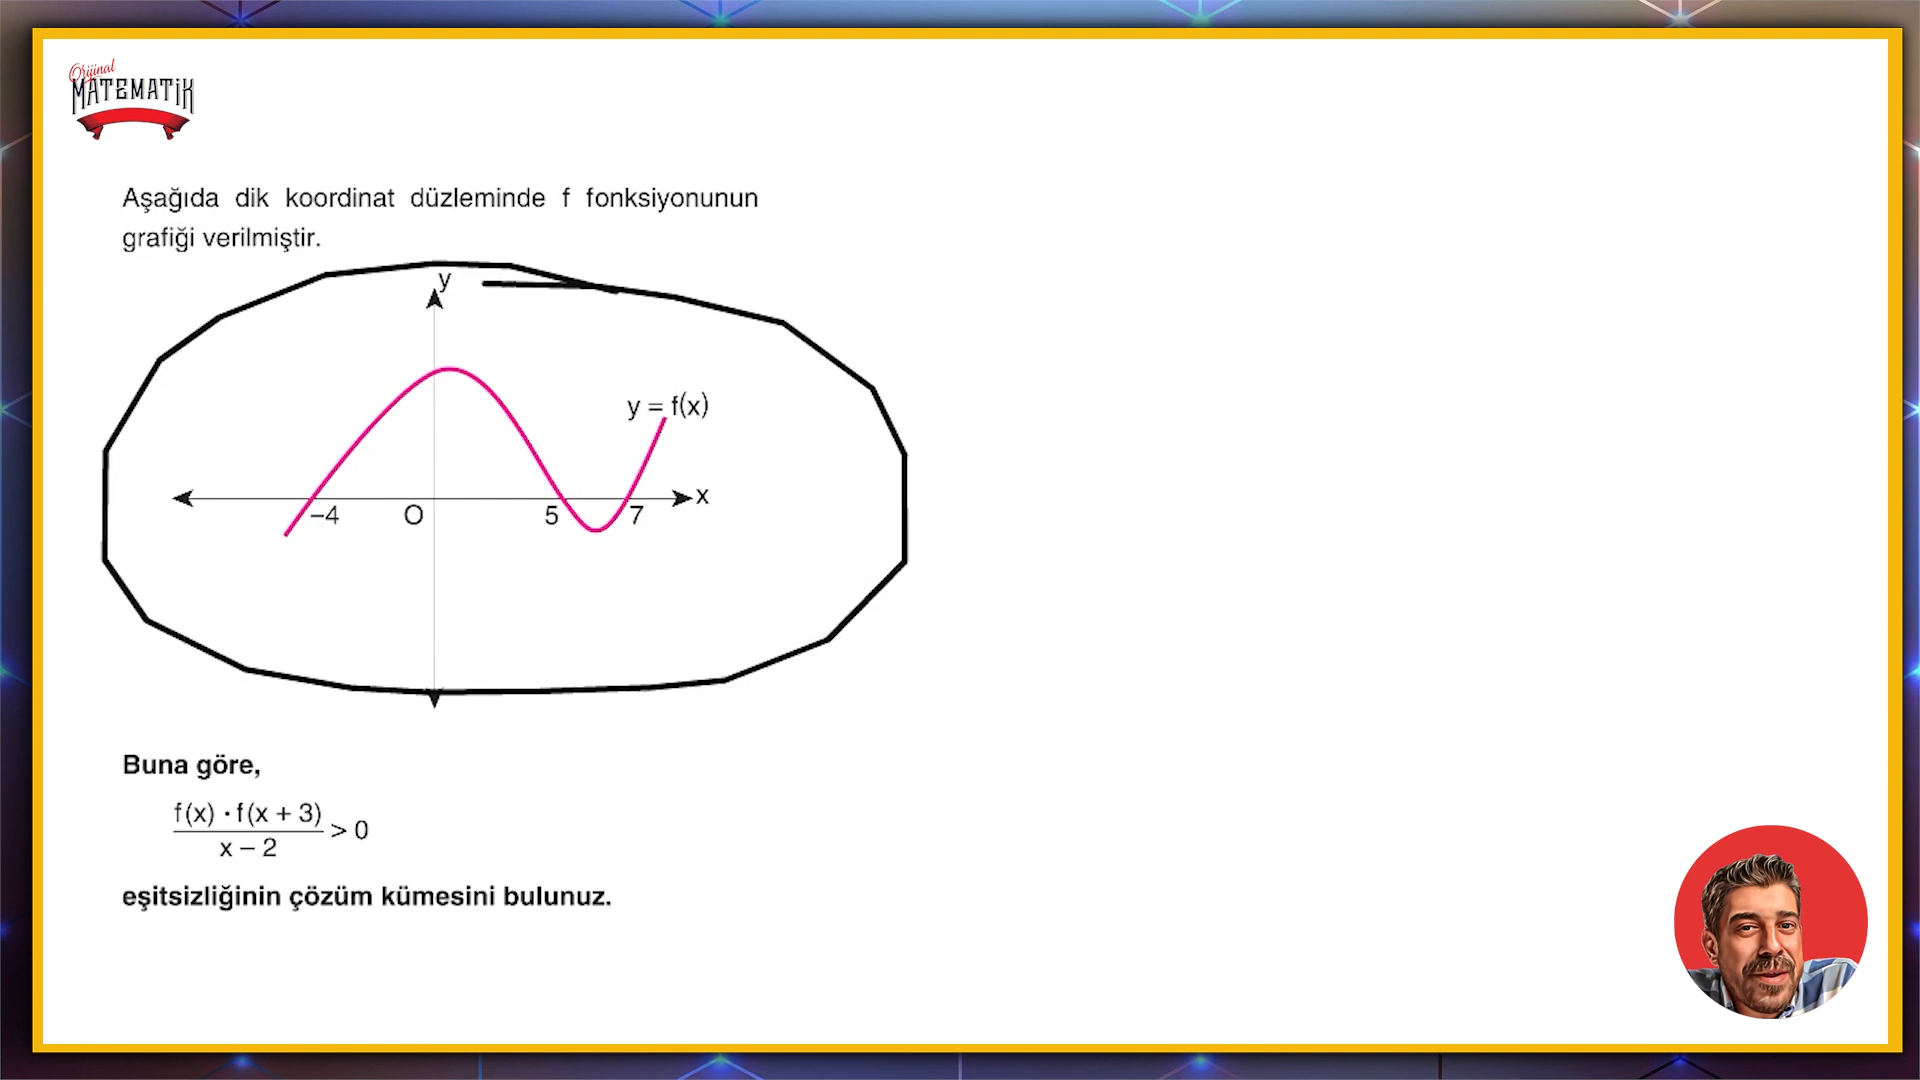 Orijinal
MATEMATİK
Aşağıda dik koordinat düzleminde f fonksiyonunun
grafiği verilmiştir.
y
y = f(x)
x
–4 O 5 7
Buna göre,
f(x) · f(x + 3)
> 0
x – 2
eşitsizliğinin çözüm kümesini bulunuz.